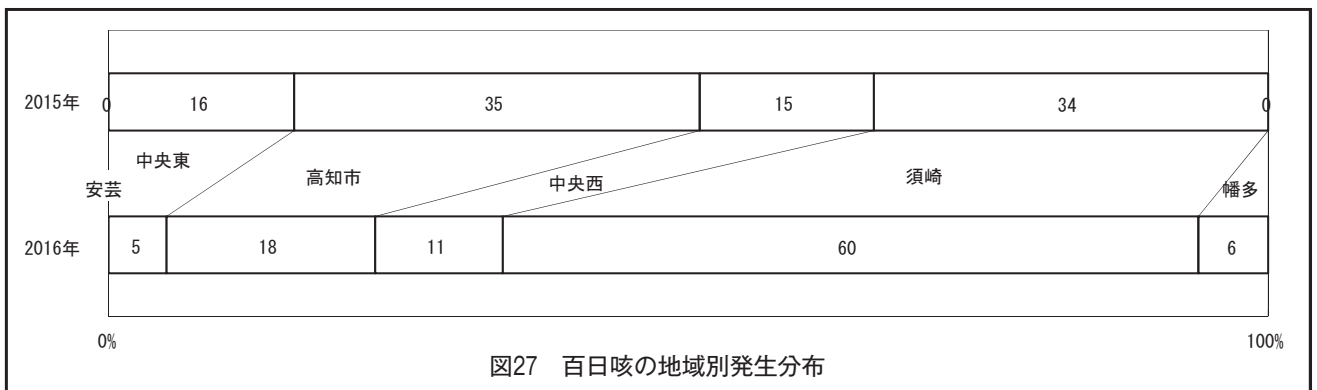 2015年 0 16 35 15 34 0
中央東
高知市
中央西
須崎
安芸
幡多
2016年 5 18 11 60 6
0% 100%
図27 百日咳の地域別発生分布